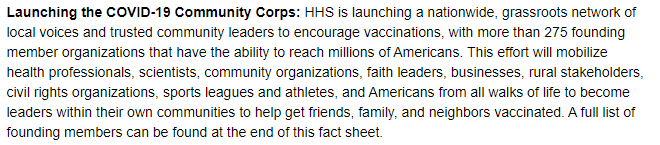 Launching the COVID-19 Community Corps: HHS is launching a nationwide, grassroots network of
local voices and trusted community leaders to encourage vaccinations, with more than 275 founding
member organizations that have the ability to reach millions of Americans. This effort will mobilize
health professionals, scientists, community organizations, faith leaders, businesses, rural stakeholders,
civil rights organizations, sports leagues and athletes, and Americans from all walks of life to become
leaders within their own communities to help get friends, family, and neighbors vaccinated. A full list of
founding members can be found at the end of this fact sheet.